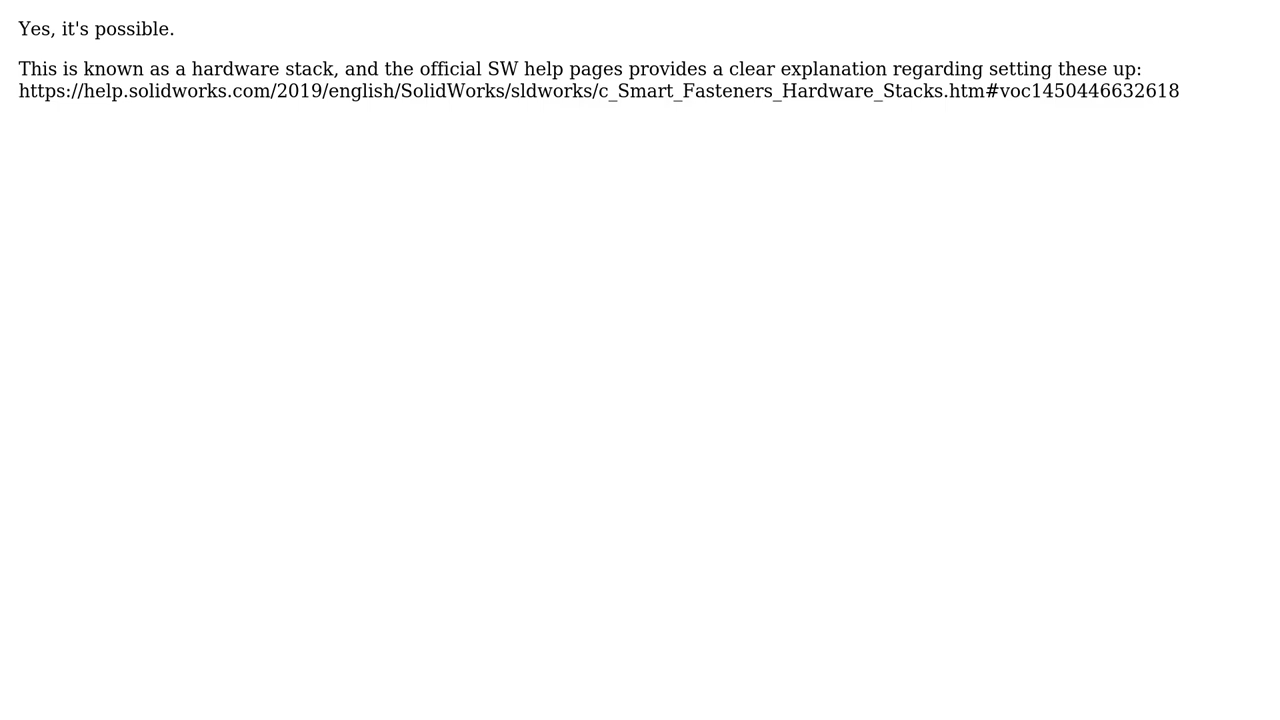 Yes, it's possible.
This is known as a hardware stack, and the official SW help pages provides a clear explanation regarding setting these up:
https://help.solidworks.com/2019/english/SolidWorks/sldworks/c_Smart_Fasteners_Hardware_Stacks.htm#voc1450446632618